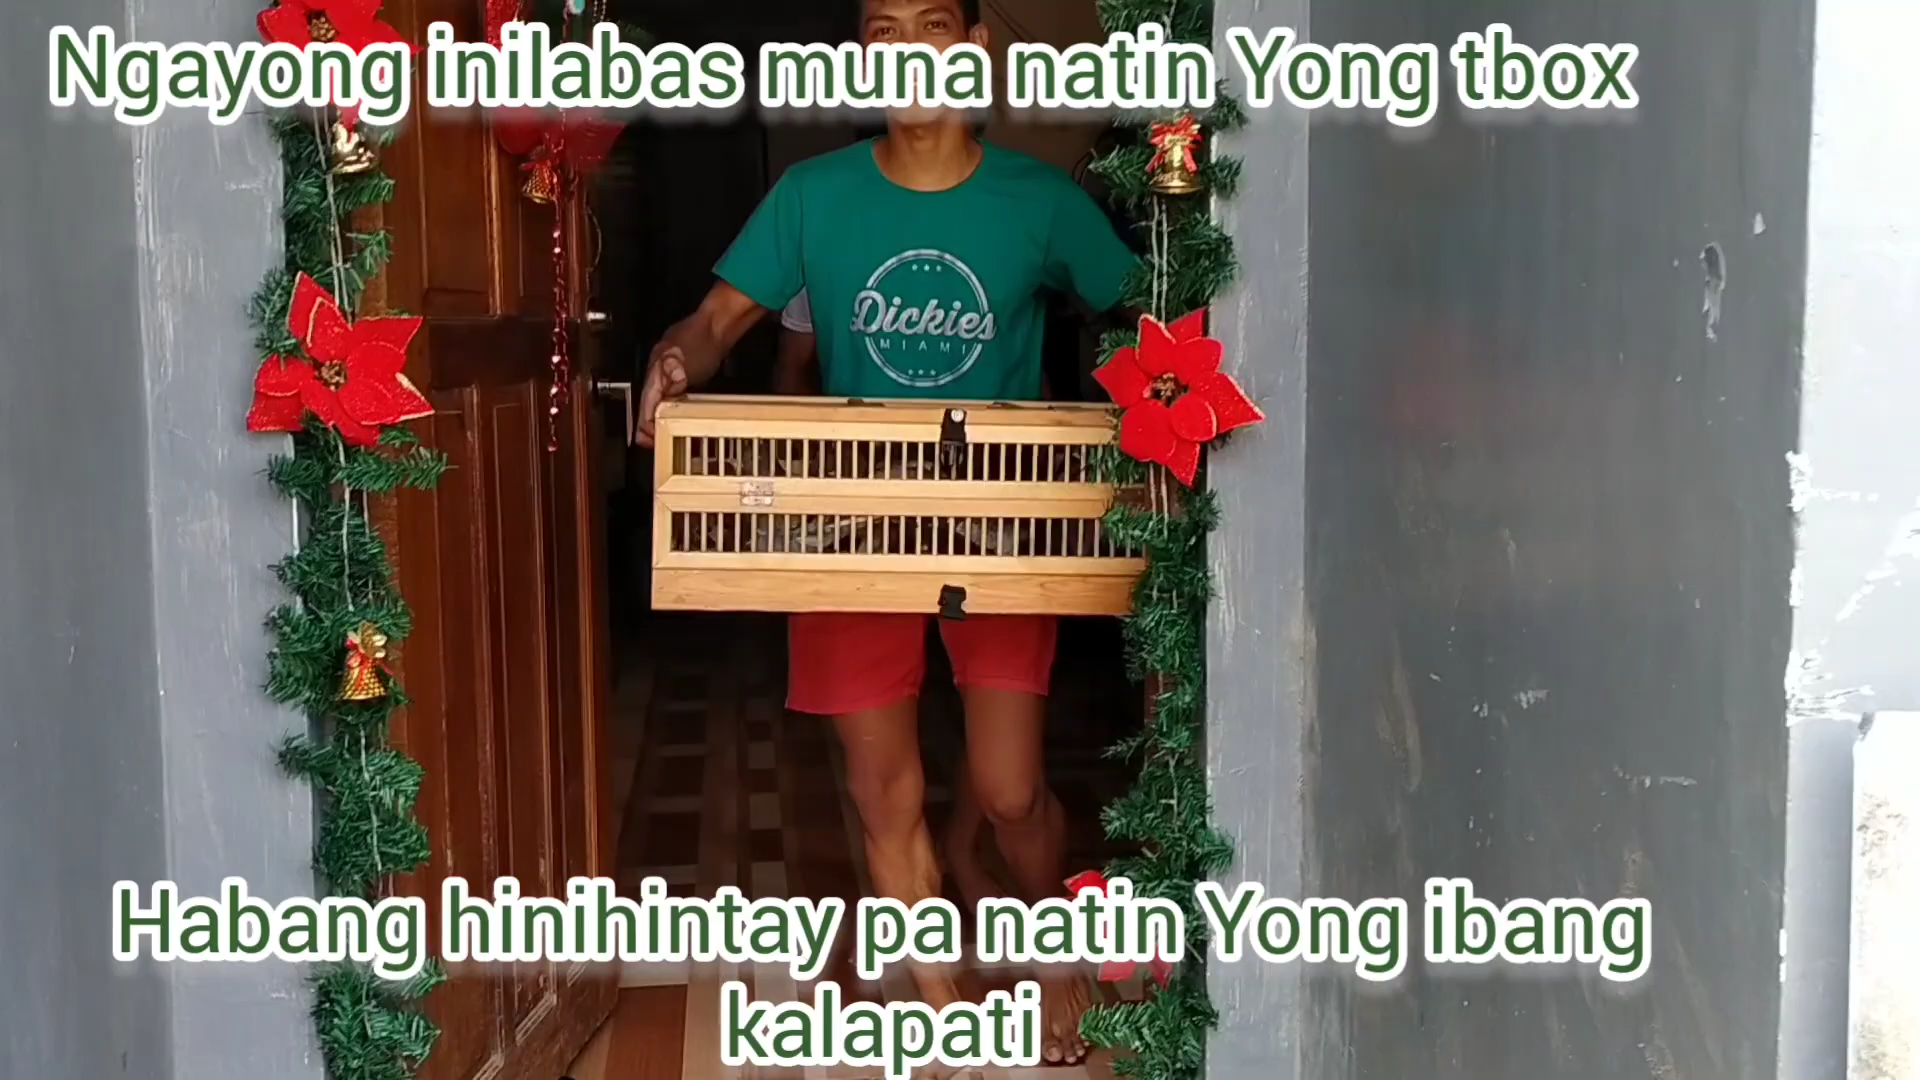 Ngayong inilabas muna natin Yong tbox
Dickies
MIAMI
Habang hinihintay pa natin Yong ibang
kalapati